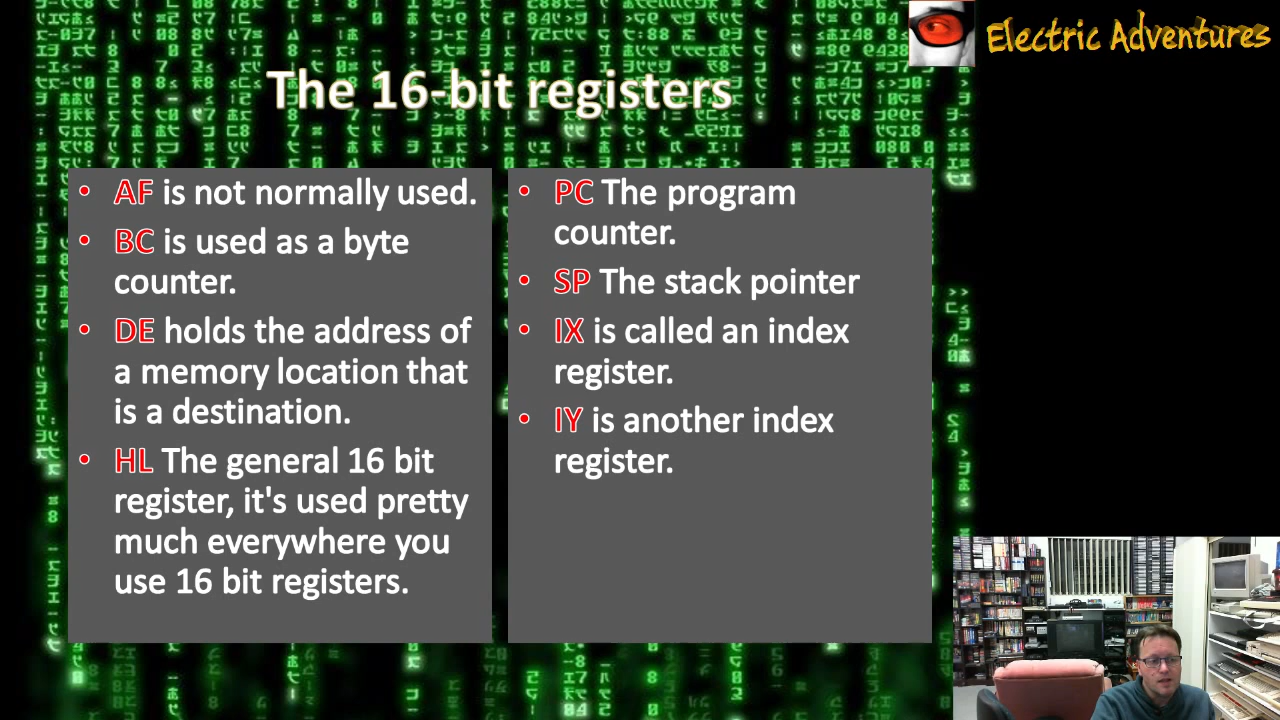 Electric Adventures
The 16-bit registers
• AF is not normally used.
• BC is used as a byte
counter.
• DE holds the address of
a memory location that
is a destination.
• HL The general 16 bit
register, it's used pretty
much everywhere you
use 16 bit registers.
• PC The program
counter.
• SP The stack pointer
• IX is called an index
register.
• IY is another index
register.